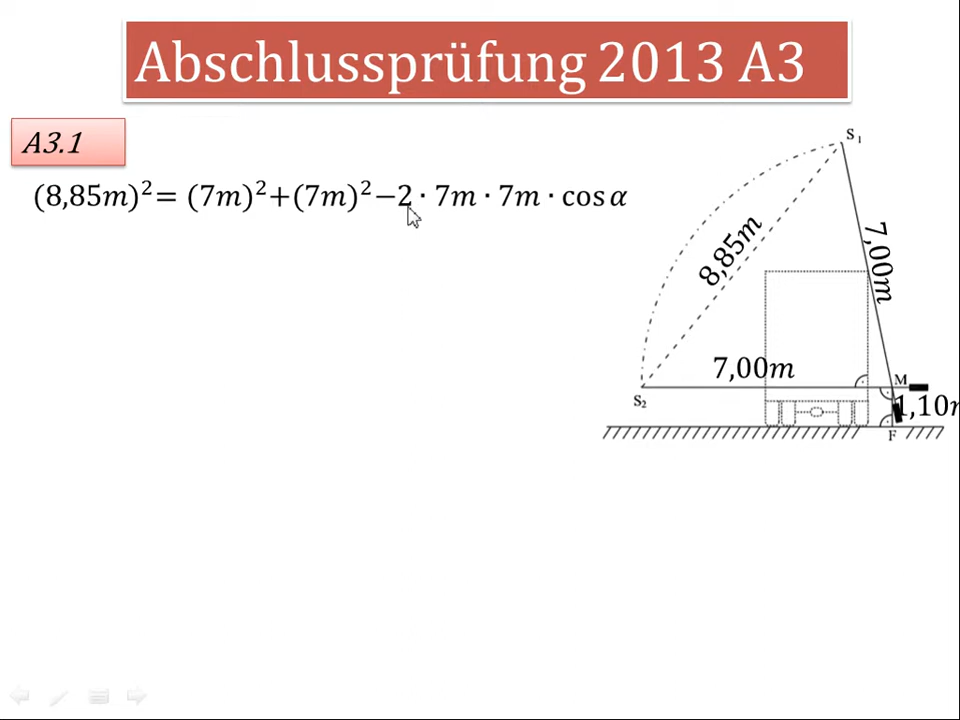 Abschlussprüfung 2013 A3
A3.1
(8,85m)²= (7m)²+(7m)²−2 · 7m · 7m · cos α
S₁
8,85m
7,00m
7,00m
M
S₂
1,10m
F